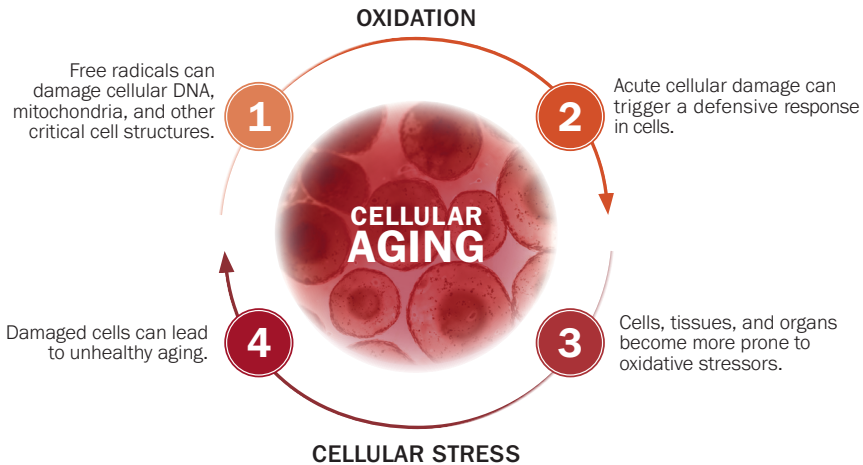 OXIDATION
Free radicals can
damage cellular DNA,
mitochondria, and other
critical cell structures.
1
2
Acute cellular damage can
trigger a defensive response
in cells.
CELLULAR
AGING
Damaged cells can lead
to unhealthy aging.
4
3
Cells, tissues, and organs
become more prone to
oxidative stressors.
CELLULAR STRESS